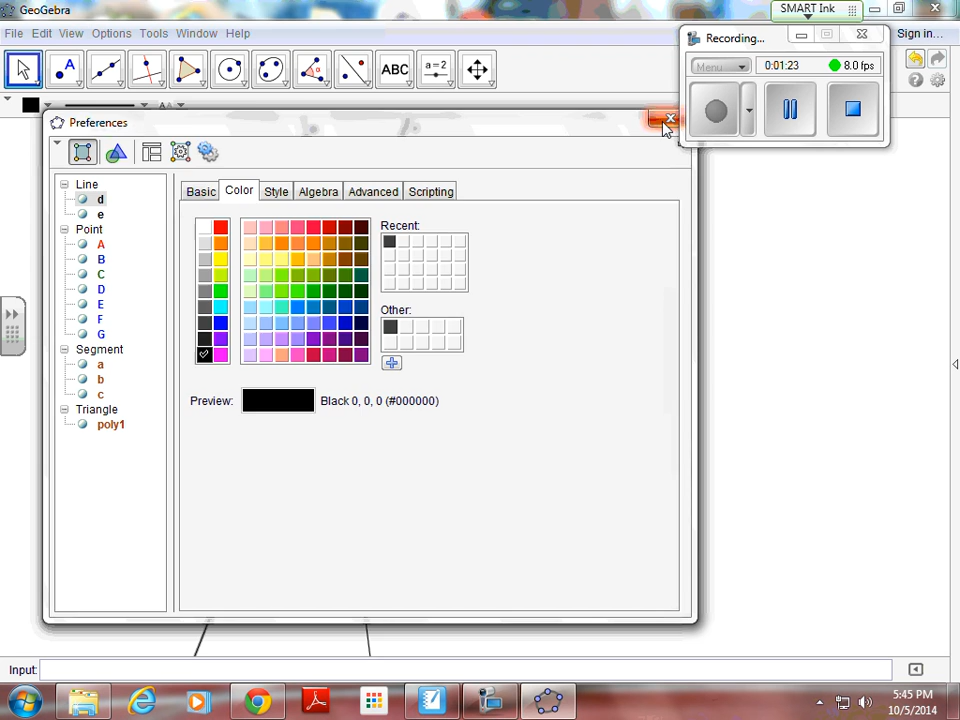 GeoGebra
SMART Ink
File Edit View Options Tools Window Help
Sign in...
Recording...
Menu
0:01:23
8.0 fps
ABC
a=2
AA
Preferences
Line
d
e
Point
A
B
C
D
E
F
G
Segment
a
b
c
Triangle
poly1
Basic Color Style Algebra Advanced Scripting
Recent:
Other:
Preview:
Black 0, 0, 0 (#000000)
Input:
5:45 PM
10/5/2014